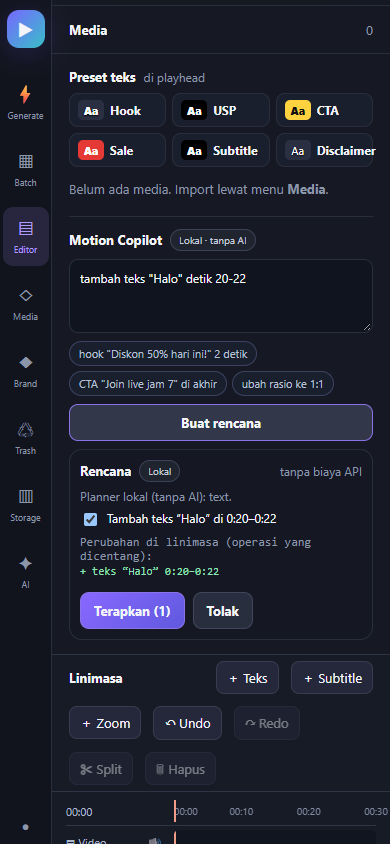 Media 0
Generate
Preset teks di playhead
Aa Hook Aa USP Aa CTA
Batch
Aa Sale Aa Subtitle Aa Disclaimer
Belum ada media. Import lewat menu Media.
Editor
Motion Copilot Lokal · tanpa AI
tambah teks "Halo" detik 20-22
Media
hook "Diskon 50% hari ini!" 2 detik
CTA "Join live jam 7" di akhir ubah rasio ke 1:1
Brand
Buat rencana
Trash
Rencana Lokal tanpa biaya API
Planner lokal (tanpa AI): text.
Storage
Tambah teks “Halo” di 0:20–0:22
Perubahan di linimasa (operasi yang
dicentang):
+ teks “Halo” 0:20–0:22
AI
Terapkan (1) Tolak
Linimasa + Teks + Subtitle
+ Zoom Undo Redo
Split Hapus
00:00 00:00 00:10 00:20 00:30
Video